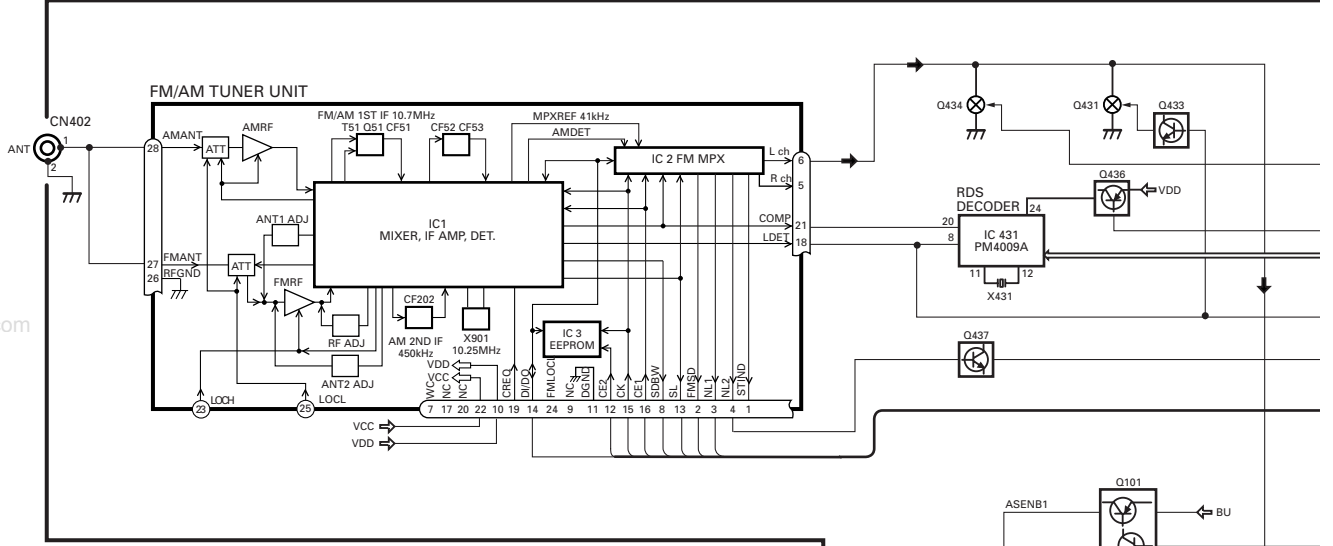 FM/AM TUNER UNIT
CN402
ANT
1
2
28
AMANT
ATT
AMRF
FM/AM 1ST IF 10.7MHz
T51 Q51 CF51
CF52 CF53
MPXREF 41kHz
AMDET
IC 2 FM MPX
L ch
6
R ch
5
IC1
MIXER, IF AMP, DET.
ANT1 ADJ
COMP
21
LDET
18
27
FMANT
26
RFGND
ATT
FMRF
RF ADJ
ANT2 ADJ
CF202
AM 2ND IF
450kHz
X901
10.25MHz
IC 3
EEPROM
VDD
VCC
WC
NC
NC
CREQ
DI/DO
FMLOCL
NC
DGND
CE2
CK
CE1
SDBW
SL
FMSD
NL1
NL2
STIND
23
LOCH
25
LOCL
7 17 20 22 10 19 14 24 9 11 12 15 16 8 13 2 3 4 1
VCC
VDD
Q434
Q431
Q433
Q436
VDD
RDS
DECODER
24
20
8
IC 431
PM4009A
11
12
X431
Q437
Q101
ASENB1
BU
om